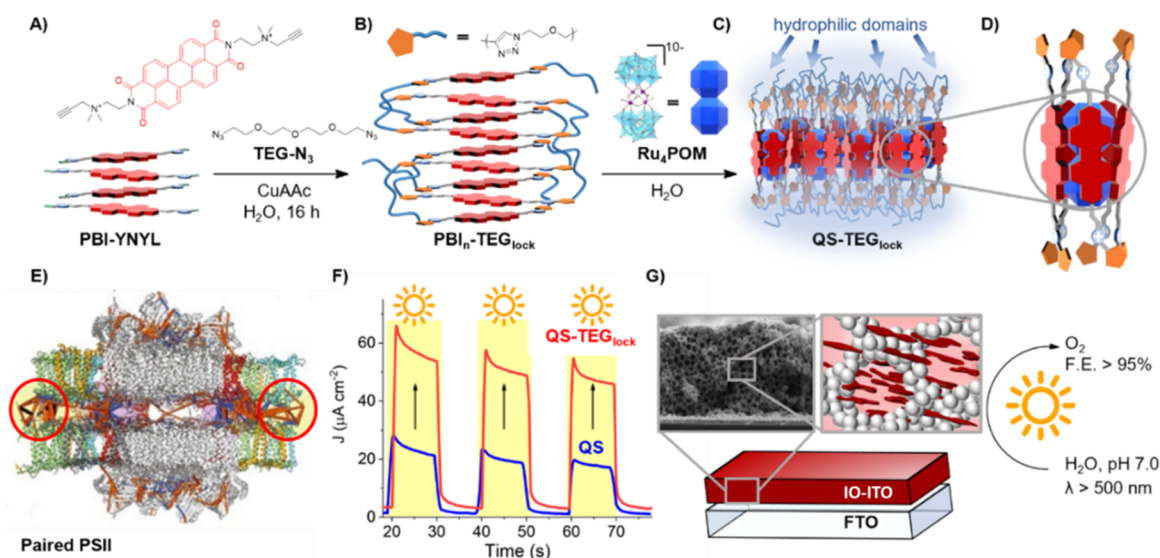 A)
O
O
N
N
O
O
N+
N+
PBI-YNYL
N3
O
O
O
N3
TEG-N3
CuAAc
H2O, 16 h
B)
=
N=N
N
O
PBIn-TEGlock
10-
=
Ru4POM
H2O
C)
hydrophilic domains
QS-TEGlock
D)
E)
Paired PSII
F)
QS-TEGlock
QS
J (µA cm-2)
60
40
20
0
20
30
40
50
60
70
Time (s)
G)
IO-ITO
FTO
O2
F.E. > 95%
H2O, pH 7.0
λ > 500 nm